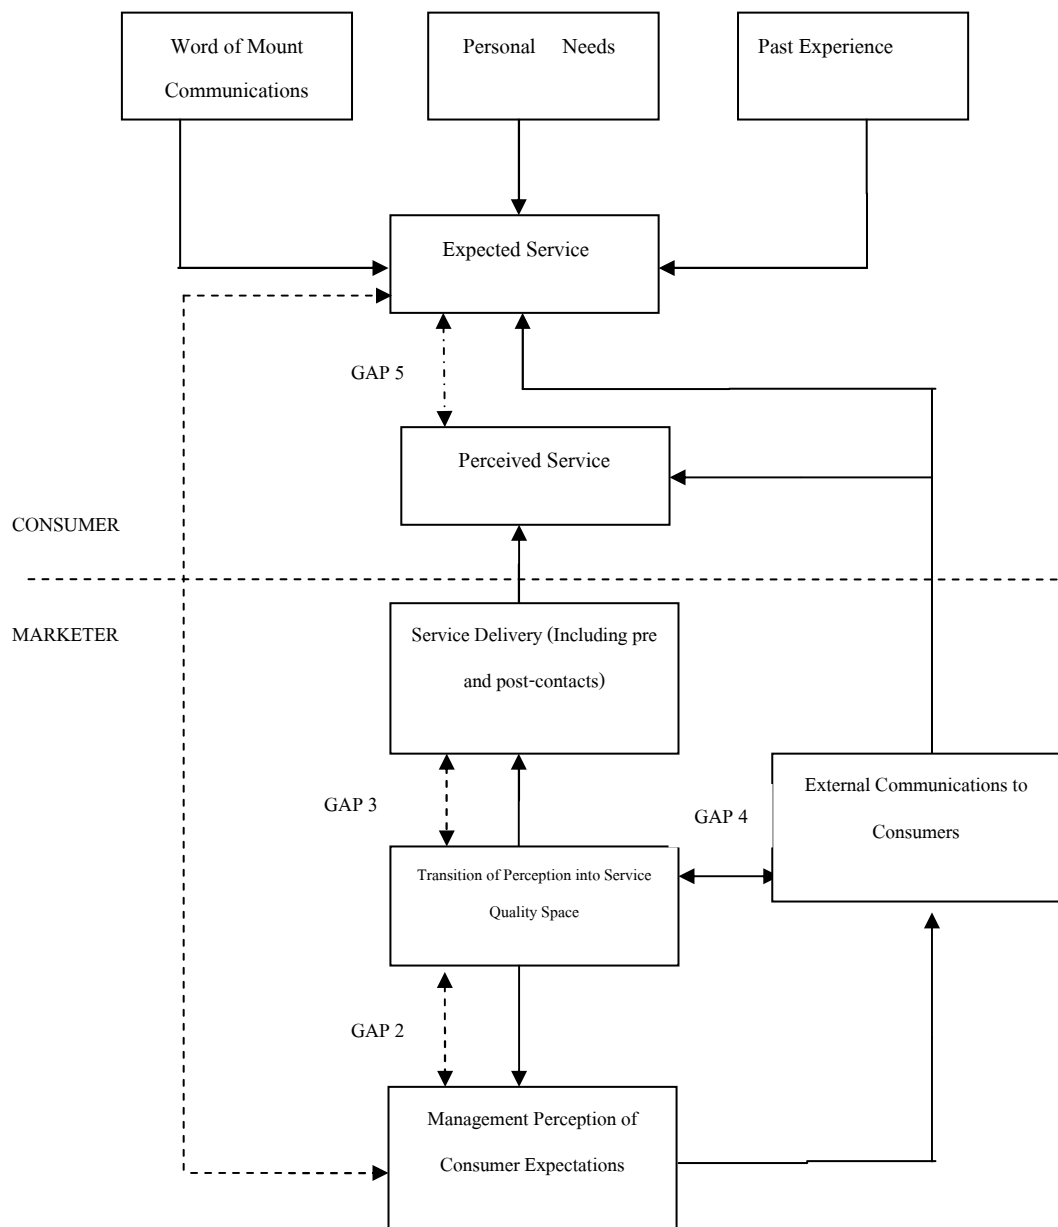 Word of Mount
Communications
Personal Needs
Past Experience
Expected Service
GAP 5
Perceived Service
CONSUMER
MARKETER
Service Delivery (Including pre
and post-contacts)
GAP 3
GAP 4
External Communications to
Consumers
Transition of Perception into Service
Quality Space
GAP 2
Management Perception of
Consumer Expectations